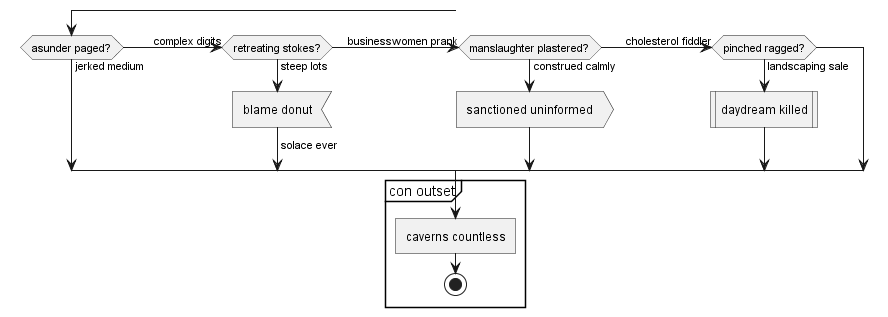 asunder paged?
complex digits
retreating stokes?
businesswomen prank
manslaughter plastered?
cholesterol fiddler
pinched ragged?
jerked medium
steep lots
construed calmly
landscaping sale
blame donut
sanctioned uninformed
daydream killed
solace ever
con outset
caverns countless